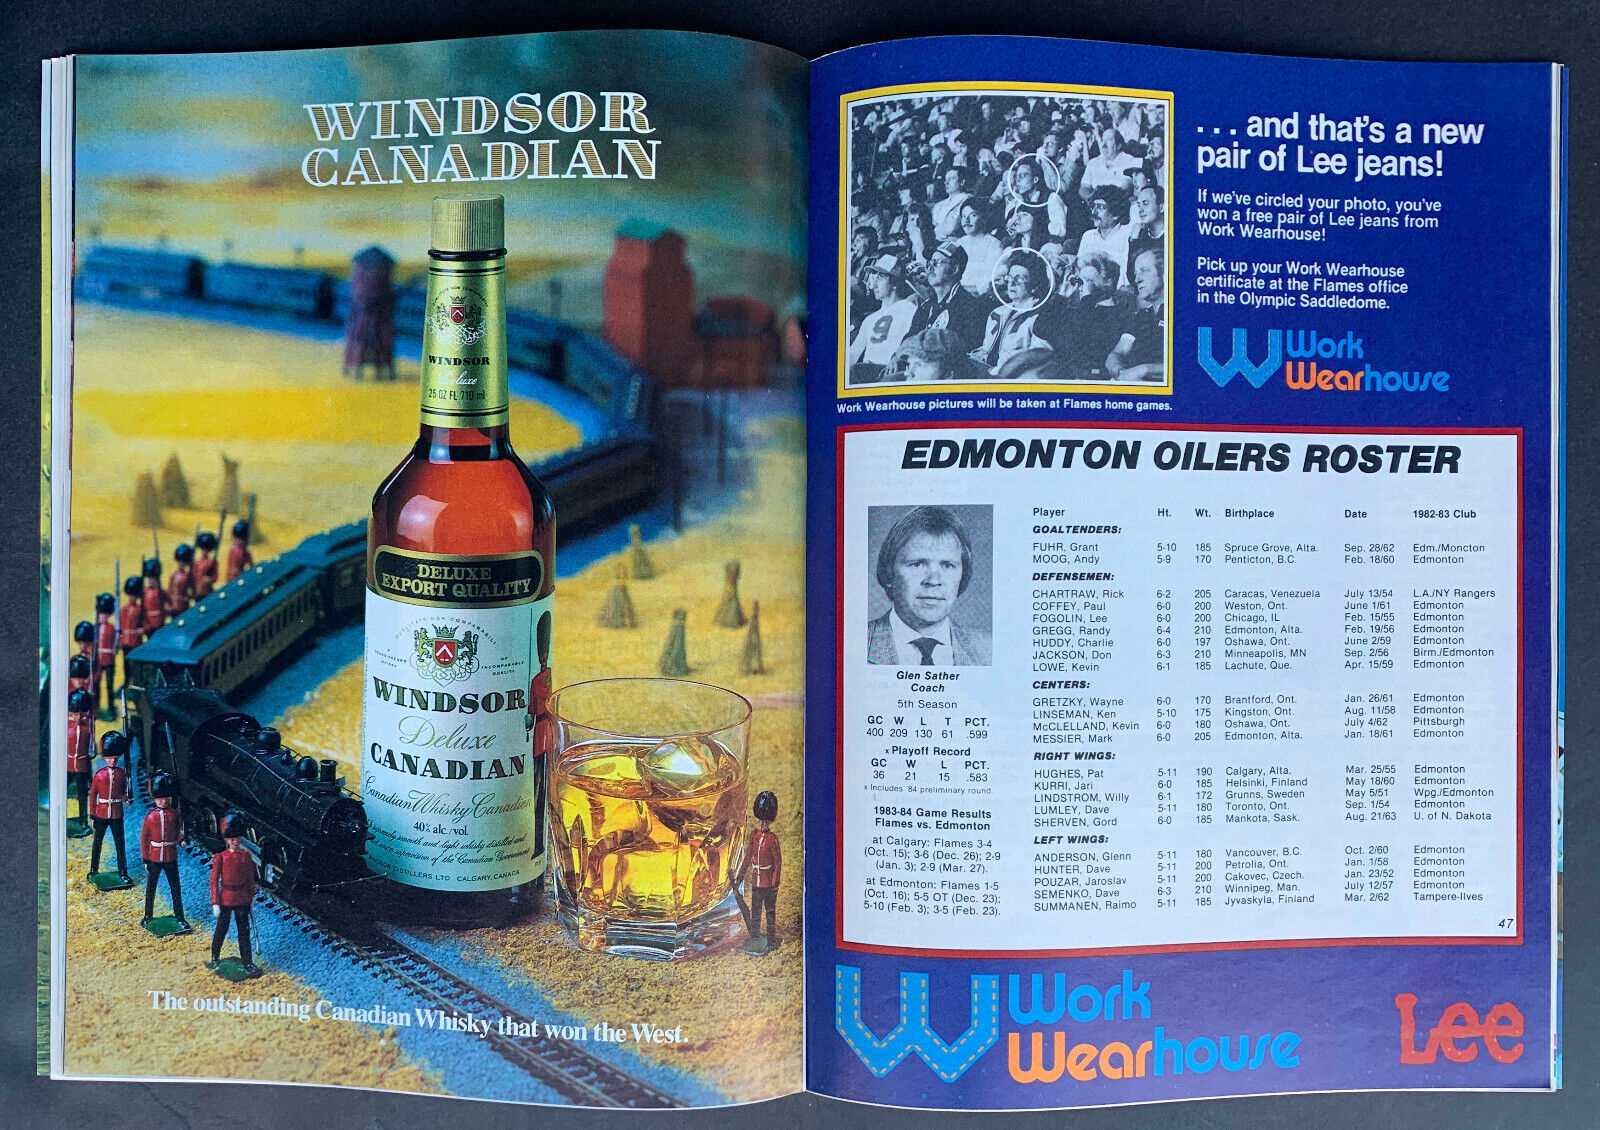 WINDSOR
CANADIAN
WINDSOR
Deluxe
25 OZ FL 710 ml
DELUXE
EXPORT QUALITY
WINDSOR
Deluxe
CANADIAN
Canadian Whisky Canadien
40% alc./vol.
DISTILLERS LTD. CALGARY, CANADA
The outstanding Canadian Whisky that won the West.
. . . and that's a new
pair of Lee jeans!
If we've circled your photo, you've
won a free pair of Lee jeans from
Work Wearhouse!
Pick up your Work Wearhouse
certificate at the Flames office
in the Olympic Saddledome.
Work
Wearhouse
9
Work Wearhouse pictures will be taken at Flames home games.
EDMONTON OILERS ROSTER
Glen Sather
Coach
5th Season
GC W L T PCT.
400 209 130 61 .599
x Playoff Record
GC W L PCT.
36 21 15 .583
x Includes '84 preliminary round.
1983-84 Game Results
Flames vs. Edmonton
at Calgary: Flames 3-4
(Oct. 15); 3-6 (Dec. 26); 2-9
(Jan. 3); 2-9 (Mar. 27).
at Edmonton: Flames 1-5
(Oct. 16); 5-5 OT (Dec. 23);
5-10 (Feb. 3); 3-5 (Feb. 23).
Player Ht. Wt. Birthplace Date 1982-83 Club
GOALTENDERS:
FUHR, Grant 5-10 185 Spruce Grove, Alta. Sep. 28/62 Edm./Moncton
MOOG, Andy 5-9 170 Penticton, B.C. Feb. 18/60 Edmonton
DEFENSEMEN:
CHARTRAW, Rick 6-2 205 Caracas, Venezuela July 13/54 L.A./NY Rangers
COFFEY, Paul 6-0 200 Weston, Ont. June 1/61 Edmonton
FOGOLIN, Lee 6-0 200 Chicago, IL Feb. 15/55 Edmonton
GREGG, Randy 6-4 210 Edmonton, Alta. Feb. 19/56 Edmonton
HUDDY, Charlie 6-0 197 Oshawa, Ont. June 2/59 Edmonton
JACKSON, Don 6-3 210 Minneapolis, MN Sep. 2/56 Birm./Edmonton
LOWE, Kevin 6-1 185 Lachute, Que. Apr. 15/59 Edmonton
CENTERS:
GRETZKY, Wayne 6-0 170 Brantford, Ont. Jan. 26/61 Edmonton
LINSEMAN, Ken 5-10 175 Kingston, Ont. Aug. 11/58 Edmonton
McCLELLAND, Kevin 6-0 180 Oshawa, Ont. July 4/62 Pittsburgh
MESSIER, Mark 6-0 205 Edmonton, Alta. Jan. 18/61 Edmonton
RIGHT WINGS:
HUGHES, Pat 5-11 190 Calgary, Alta. Mar. 25/55 Edmonton
KURRI, Jari 6-0 185 Helsinki, Finland May 18/60 Edmonton
LINDSTROM, Willy 6-1 172 Grunns, Sweden May 5/51 Wpg./Edmonton
LUMLEY, Dave 5-11 180 Toronto, Ont. Sep. 1/54 Edmonton
SHERVEN, Gord 6-0 185 Mankota, Sask. Aug. 21/63 U. of N. Dakota
LEFT WINGS:
ANDERSON, Glenn 5-11 180 Vancouver, B.C. Oct. 2/60 Edmonton
HUNTER, Dave 5-11 200 Petrolia, Ont. Jan. 1/58 Edmonton
POUZAR, Jaroslav 5-11 200 Cakovec, Czech. Jan. 23/52 Edmonton
SEMENKO, Dave 6-3 210 Winnipeg, Man. July 12/57 Edmonton
SUMMANEN, Raimo 5-11 185 Jyvaskyla, Finland Mar. 2/62 Tampere-Ilves
47
Work
Wearhouse
Lee